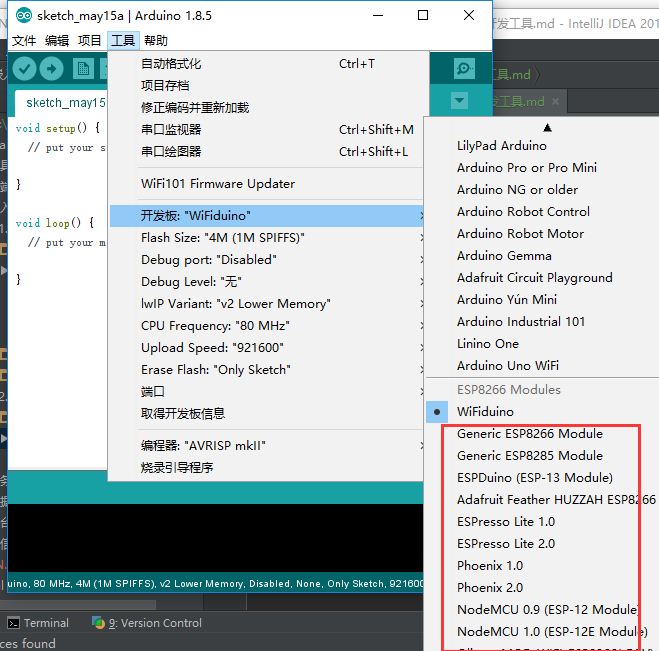 sketch_may15a | Arduino 1.8.5
开发工具.md - IntelliJ IDEA 201
文件 编辑 项目 工具 帮助
sketch_may15
void setup() {
// put your s
}
void loop() {
// put your m
}
自动格式化 Ctrl+T
项目存档
修正编码并重新加载
串口监视器 Ctrl+Shift+M
串口绘图器 Ctrl+Shift+L
WiFi101 Firmware Updater
开发板: "WiFiduino"
Flash Size: "4M (1M SPIFFS)"
Debug port: "Disabled"
Debug Level: "无"
lwIP Variant: "v2 Lower Memory"
CPU Frequency: "80 MHz"
Upload Speed: "921600"
Erase Flash: "Only Sketch"
端口
取得开发板信息
编程器: "AVRISP mkII"
烧录引导程序
工具.md
发工具.md
LilyPad Arduino
Arduino Pro or Pro Mini
Arduino NG or older
Arduino Robot Control
Arduino Robot Motor
Arduino Gemma
Adafruit Circuit Playground
Arduino Yún Mini
Arduino Industrial 101
Linino One
Arduino Uno WiFi
ESP8266 Modules
WiFiduino
Generic ESP8266 Module
Generic ESP8285 Module
ESPDuino (ESP-13 Module)
Adafruit Feather HUZZAH ESP8266
ESPresso Lite 1.0
ESPresso Lite 2.0
Phoenix 1.0
Phoenix 2.0
NodeMCU 0.9 (ESP-12 Module)
NodeMCU 1.0 (ESP-12E Module)
uino, 80 MHz, 4M (1M SPIFFS), v2 Lower Memory, Disabled, None, Only Sketch, 921600
Terminal 9: Version Control
ces found